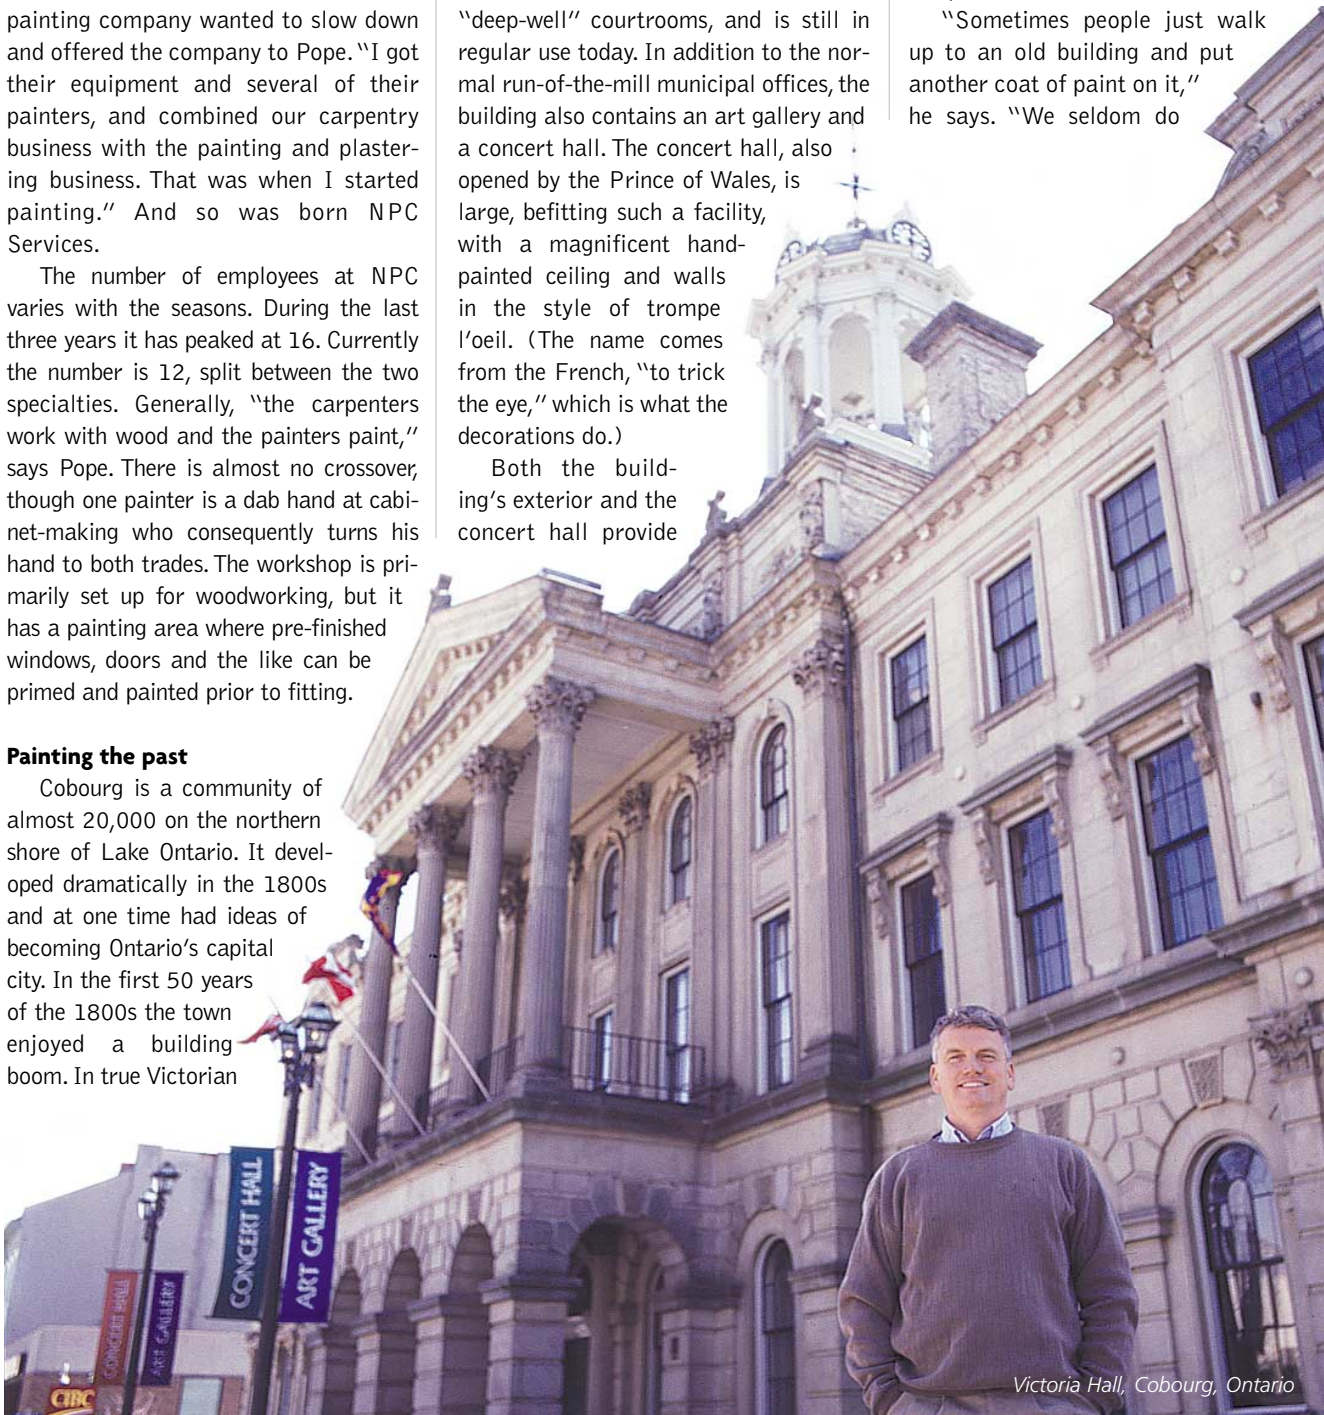 painting company wanted to slow down
and offered the company to Pope. “I got
their equipment and several of their
painters, and combined our carpentry
business with the painting and plaster-
ing business. That was when I started
painting.” And so was born NPC
Services.
The number of employees at NPC
varies with the seasons. During the last
three years it has peaked at 16. Currently
the number is 12, split between the two
specialties. Generally, “the carpenters
work with wood and the painters paint,”
says Pope. There is almost no crossover,
though one painter is a dab hand at cabi-
net-making who consequently turns his
hand to both trades. The workshop is pri-
marily set up for woodworking, but it
has a painting area where pre-finished
windows, doors and the like can be
primed and painted prior to fitting.
Painting the past
Cobourg is a community of
almost 20,000 on the northern
shore of Lake Ontario. It devel-
oped dramatically in the 1800s
and at one time had ideas of
becoming Ontario’s capital
city. In the first 50 years
of the 1800s the town
enjoyed a building
boom. In true Victorian
“deep-well” courtrooms, and is still in
regular use today. In addition to the nor-
mal run-of-the-mill municipal offices, the
building also contains an art gallery and
a concert hall. The concert hall, also
opened by the Prince of Wales, is
large, befitting such a facility,
with a magnificent hand-
painted ceiling and walls
in the style of trompe
l’oeil. (The name comes
from the French, “to trick
the eye,” which is what the
decorations do.)
Both the build-
ing’s exterior and the
concert hall provide
“Sometimes people just walk
up to an old building and put
another coat of paint on it,”
he says. “We seldom do
CONCERT HALL
ART GALLERY
CONCERT HALL
ART GALLERY
CIBC
Victoria Hall, Cobourg, Ontario